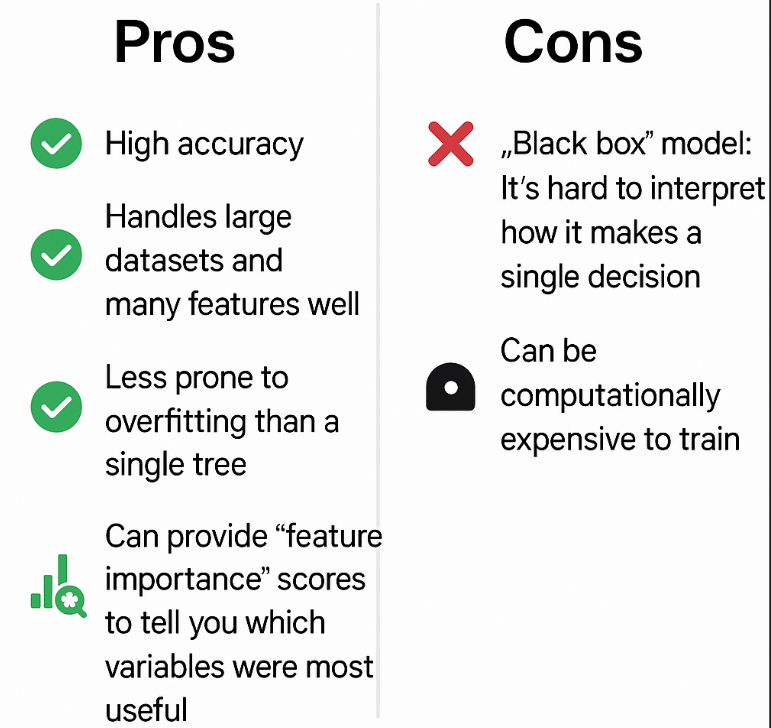 Pros
High accuracy
Handles large
datasets and
many features well
Less prone to
overfitting than a
single tree
Can provide “feature
importance” scores
to tell you which
variables were most
useful
Cons
„Black box” model:
It’s hard to interpret
how it makes a
single decision
Can be
computationally
expensive to train